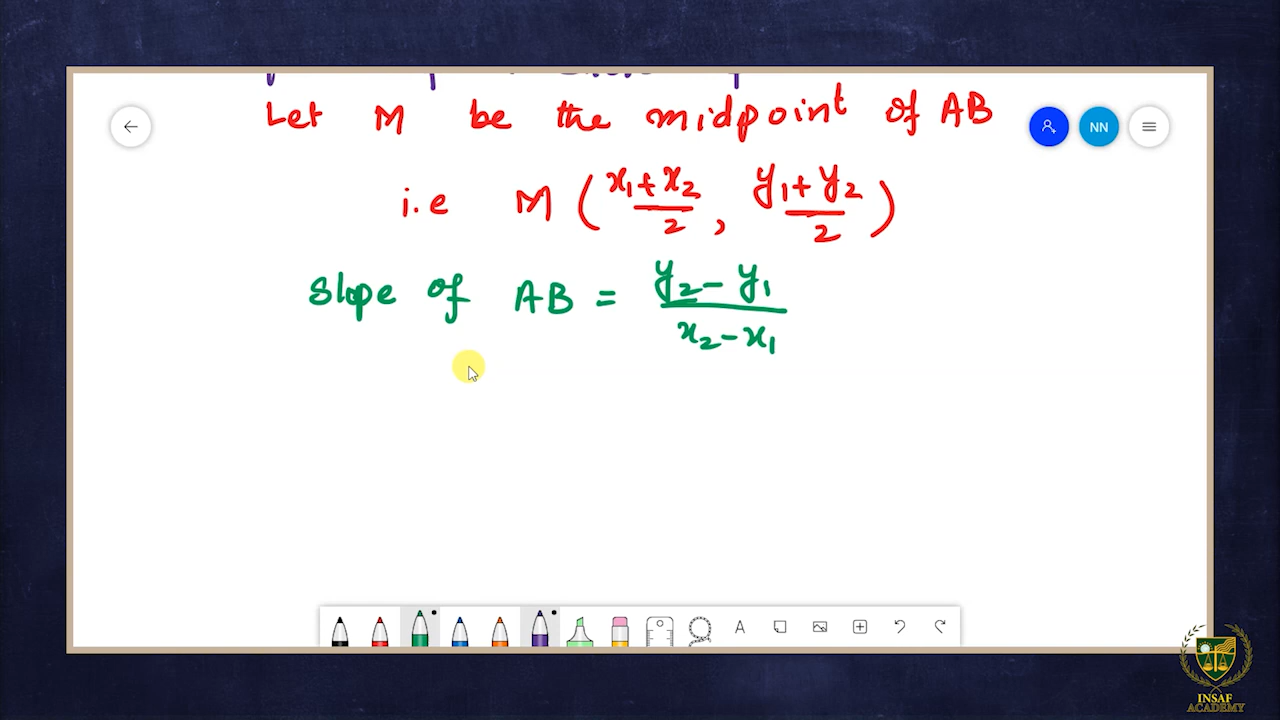 Let M be the midpoint of AB
NN
i.e M ( x₁+x₂/2 , y₁+y₂/2 )
Slope of AB = y₂-y₁/x₂-x₁
A
INSAF
ACADEMY